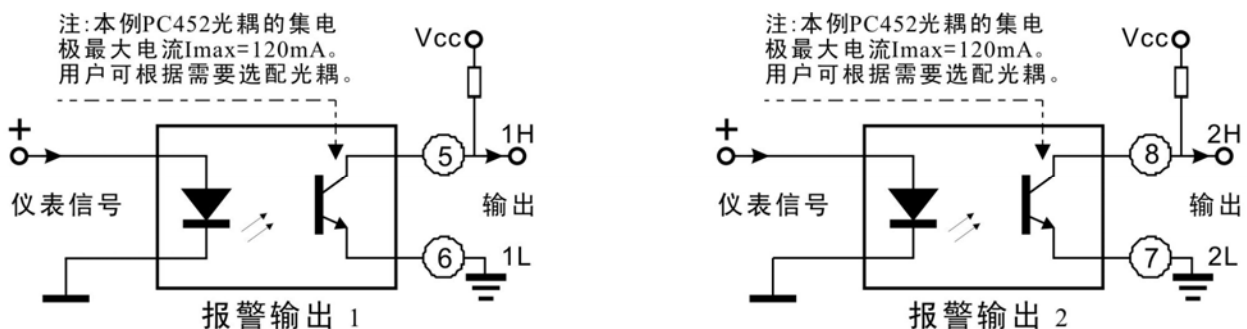 注:本例PC452光耦的集电
极最大电流Imax=120mA。
用户可根据需要选配光耦。
Vcc
+
仪表信号
5
1H
输出
6
1L
报警输出 1
注:本例PC452光耦的集电
极最大电流Imax=120mA。
用户可根据需要选配光耦。
Vcc
+
仪表信号
8
2H
输出
7
2L
报警输出 2